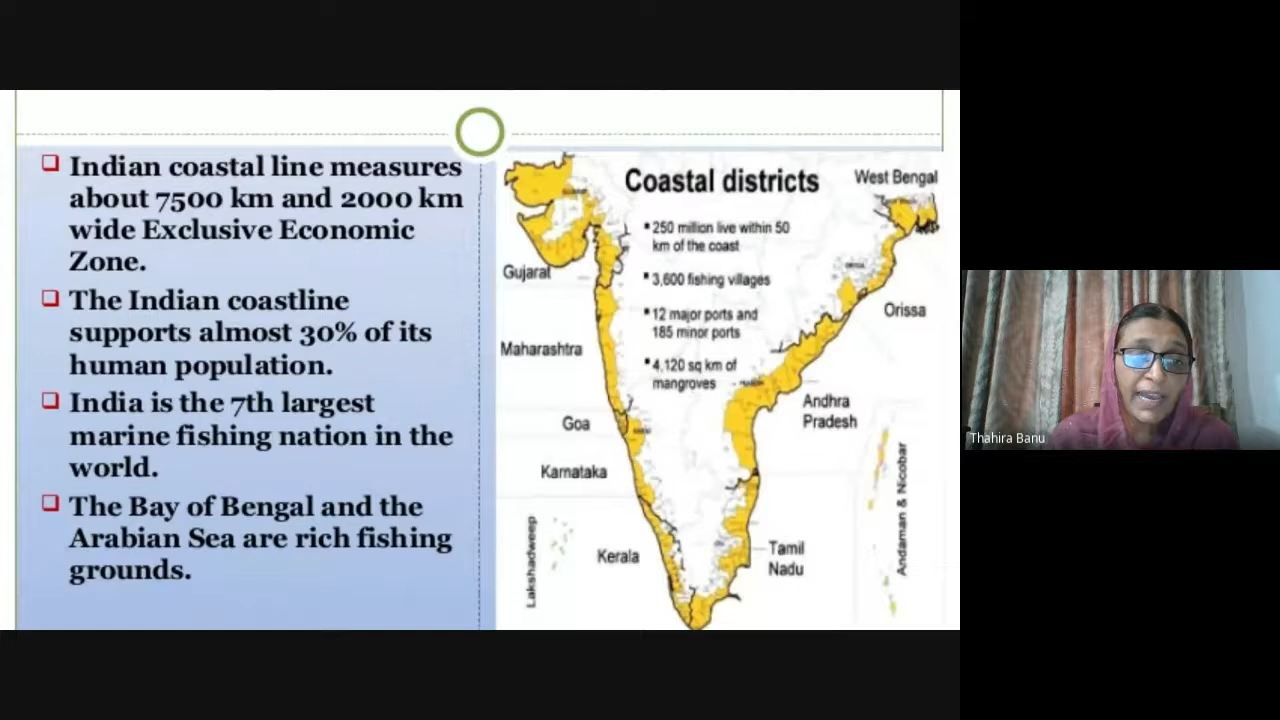 Indian coastal line measures
about 7500 km and 2000 km
wide Exclusive Economic
Zone.
The Indian coastline
supports almost 30% of its
human population.
India is the 7th largest
marine fishing nation in the
world.
The Bay of Bengal and the
Arabian Sea are rich fishing
grounds.
Coastal districts
250 million live within 50
km of the coast
3,600 fishing villages
12 major ports and
185 minor ports
4,120 sq km of
mangroves
West Bengal
Gujarat
Orissa
Maharashtra
Andhra
Pradesh
Goa
Karnataka
Kerala
Tamil
Nadu
Lakshadweep
Andaman & Nicobar
Thahira Banu